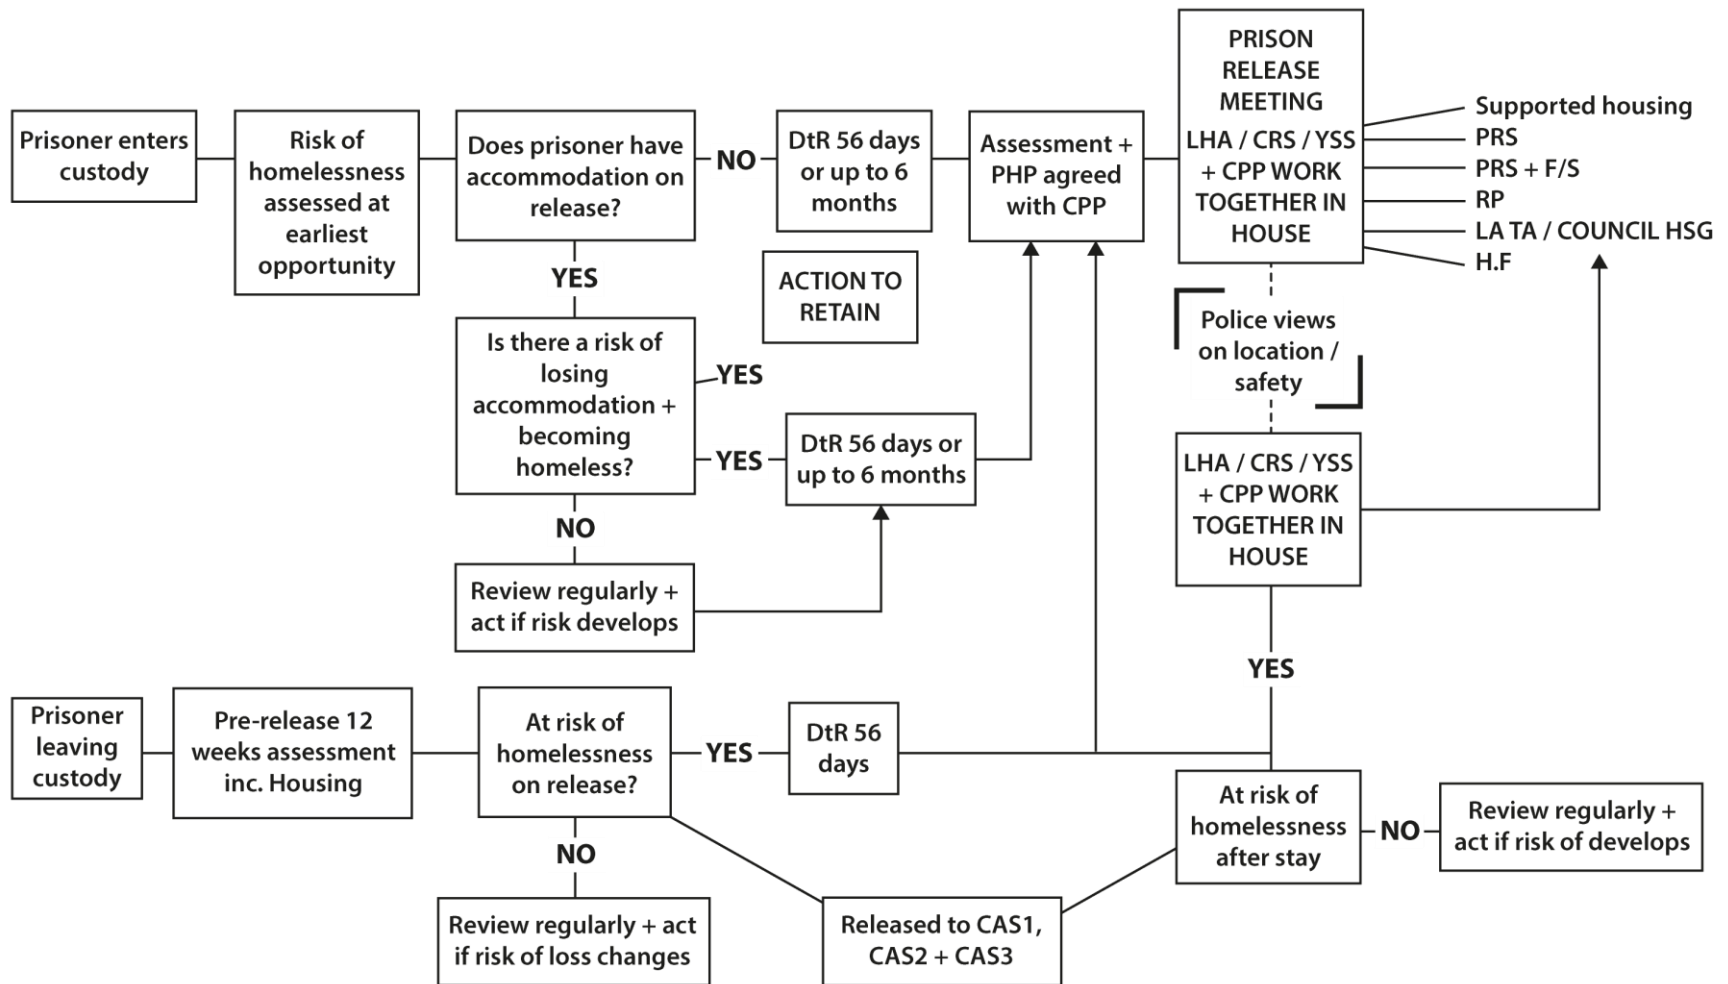 Prisoner enters
custody
Risk of
homelessness
assessed at
earliest
opportunity
Does prisoner have
accommodation on
release?
NO
DtR 56 days
or up to 6
months
Assessment +
PHP agreed
with CPP
PRISON
RELEASE
MEETING
LHA / CRS / YSS
+ CPP WORK
TOGETHER IN
HOUSE
Supported housing
PRS
PRS + F/S
RP
LA TA / COUNCIL HSG
H.F
YES
ACTION TO
RETAIN
Is there a risk of
losing
accommodation +
becoming
homeless?
YES
YES
DtR 56 days or
up to 6 months
NO
Review regularly +
act if risk develops
Police views
on location /
safety
LHA / CRS / YSS
+ CPP WORK
TOGETHER IN
HOUSE
YES
Prisoner
leaving
custody
Pre-release 12
weeks assessment
inc. Housing
At risk of
homelessness
on release?
YES
DtR 56
days
NO
Review regularly + act
if risk of loss changes
Released to CAS1,
CAS2 + CAS3
At risk of
homelessness
after stay
NO
Review regularly +
act if risk of develops